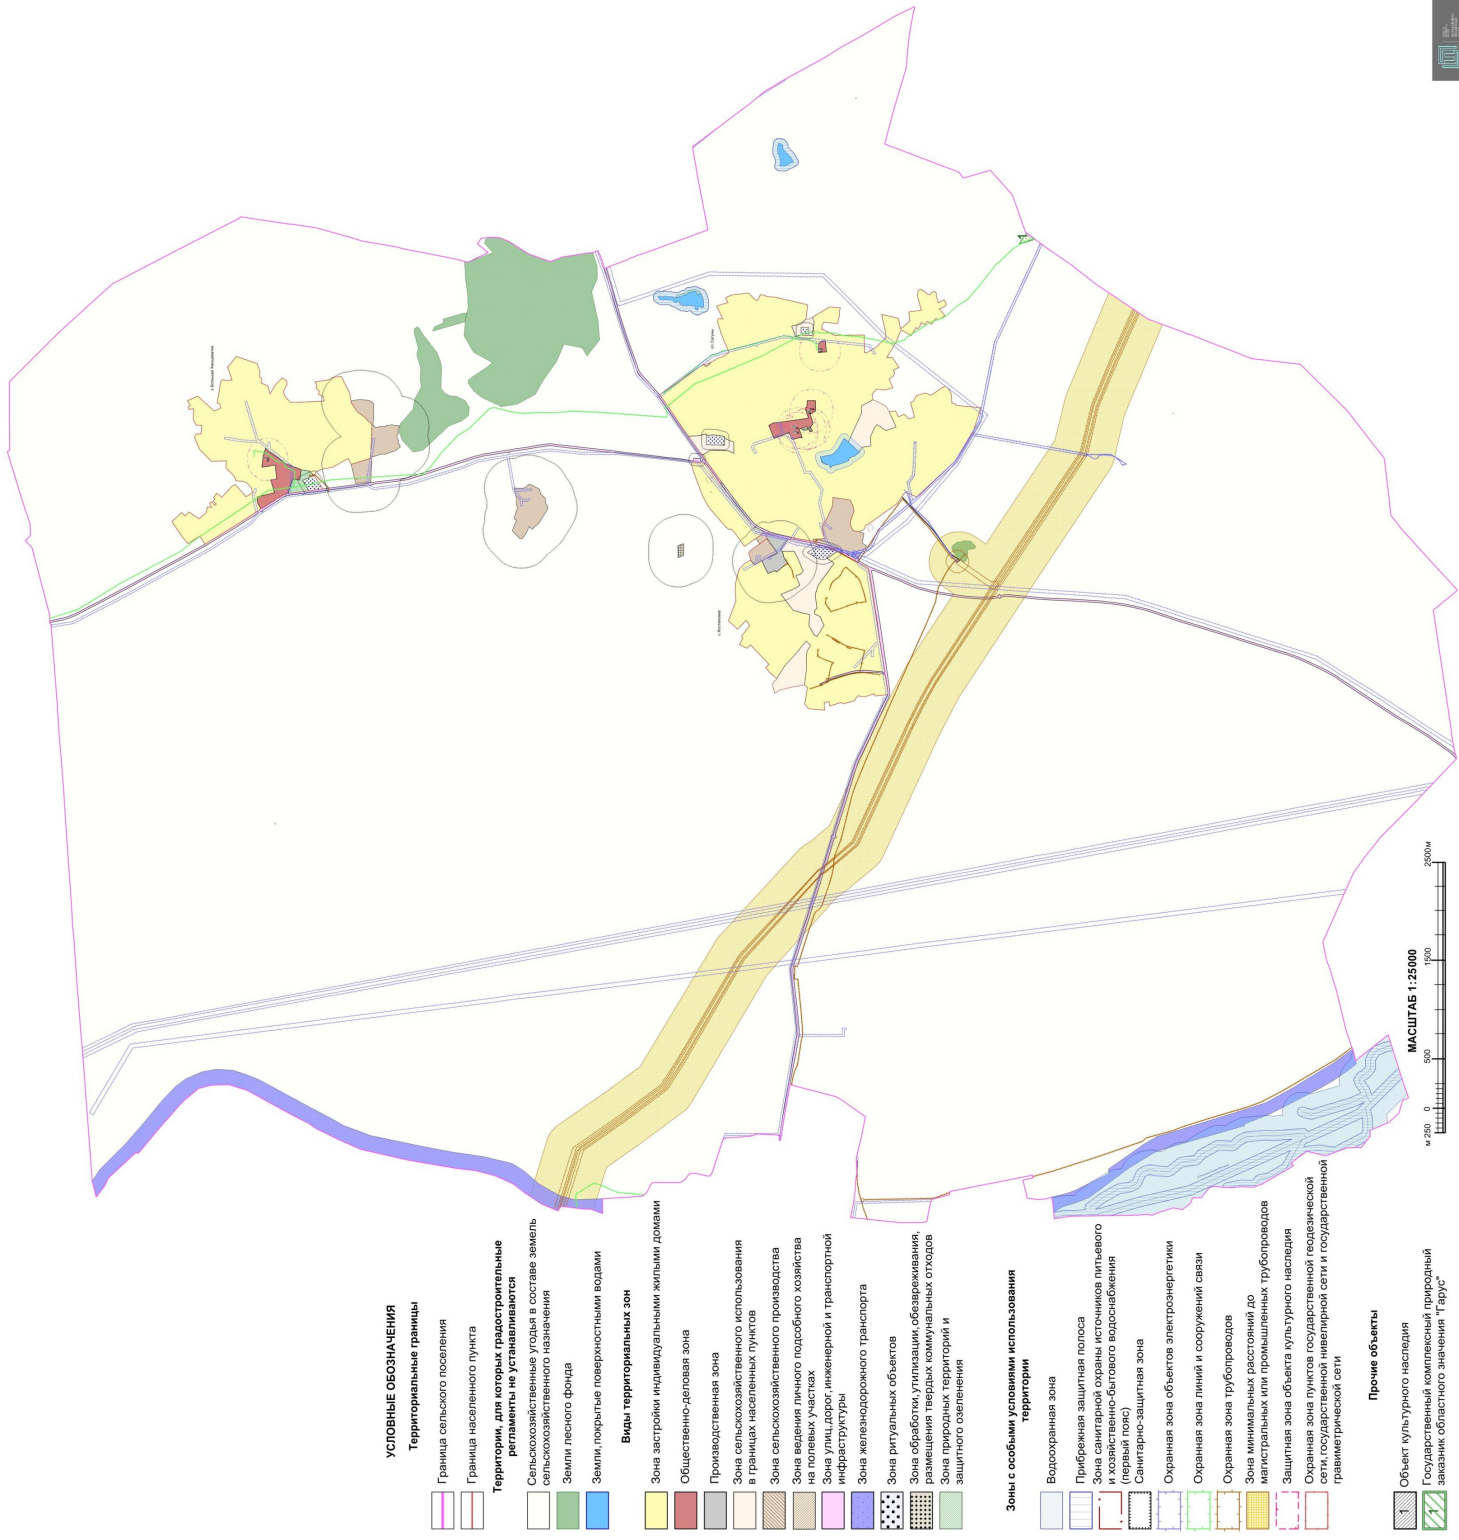 УСЛОВНЫЕ ОБОЗНАЧЕНИЯ
Территориальные границы
Граница сельского поселения
Граница населенного пункта
Территории, для которых градостроительные
регламенты не устанавливаются
Сельскохозяйственные угодья в составе земель
сельскохозяйственного назначения
Земли лесного фонда
Земли,покрытые поверхностными водами
Виды территориальных зон
Зона застройки индивидуальными жилыми домами
Общественно-деловая зона
Производственная зона
Зона сельскохозяйственного использования
в границах населенных пунктов
Зона сельскохозяйственного производства
Зона ведения личного подсобного хозяйства
на полевых участках
Зона улиц,дорог,инженерной и транспортной
инфраструктуры
Зона железнодорожного транспорта
Зона ритуальных объектов
Зона обработки,утилизации,обезвреживания,
размещения твердых коммунальных отходов
Зона природных территорий и
защитного озеленения
Зоны с особыми условиями использования
территории
Водоохранная зона
Прибрежная защитная полоса
Зона санитарной охраны источников питьевого
и хозяйственно-бытового водоснабжения
(первый пояс)
Санитарно-защитная зона
Охранная зона объектов электроэнергетики
Охранная зона линий и сооружений связи
Охранная зона трубопроводов
Зона минимальных расстояний до
магистральных или промышленных трубопроводов
Защитная зона объекта культурного наследия
Охранная зона пунктов государственной геодезической
сети,государственной нивелирной сети и государственной
гравиметрической сети
Прочие объекты
1 Объект культурного наследия
1 Государственный комплексный природный
заказник областного значения "Гарус"
МАСШТАБ 1:25000
м 250 0 500 1500 2500м